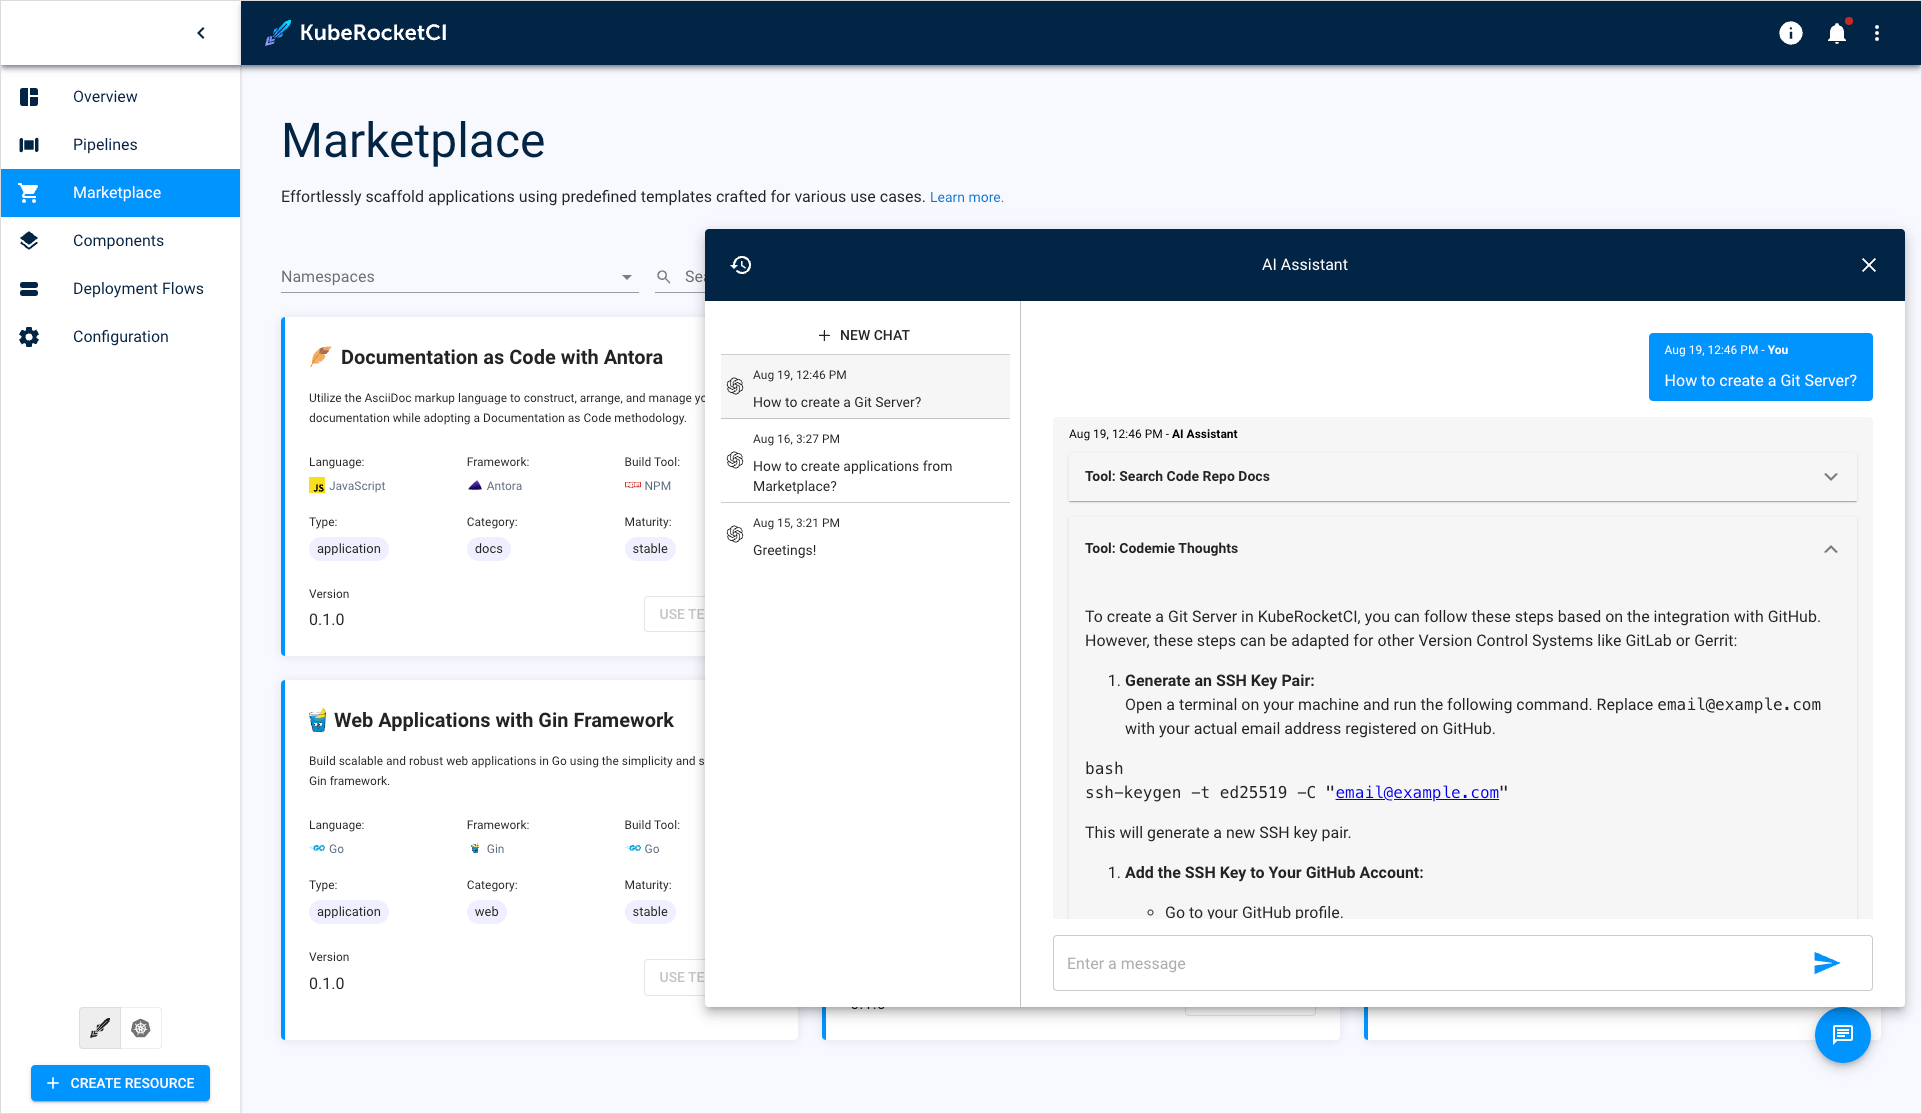 KubeRocketCI
Overview
Pipelines
Marketplace
Components
Deployment Flows
Configuration
CREATE RESOURCE
Marketplace
Effortlessly scaffold applications using predefined templates crafted for various use cases. Learn more.
Namespaces
Documentation as Code with Antora
Utilize the AsciiDoc markup language to construct, arrange, and manage
documentation while adopting a Documentation as Code methodology.
Language:
Framework:
Build Tool:
JS JavaScript
Antora
NPM
Type:
Category:
Maturity:
application
docs
stable
Version
0.1.0
USE TE
Web Applications with Gin Framework
Build scalable and robust web applications in Go using the simplicity and s
Gin framework.
Language:
Framework:
Build Tool:
Go
Gin
Go
Type:
Category:
Maturity:
application
web
stable
Version
0.1.0
USE TE
AI Assistant
NEW CHAT
Aug 19, 12:46 PM
How to create a Git Server?
Aug 16, 3:27 PM
How to create applications from
Marketplace?
Aug 15, 3:21 PM
Greetings!
Aug 19, 12:46 PM - You
How to create a Git Server?
Aug 19, 12:46 PM - AI Assistant
Tool: Search Code Repo Docs
Tool: Codemie Thoughts
To create a Git Server in KubeRocketCI, you can follow these steps based on the integration with GitHub.
However, these steps can be adapted for other Version Control Systems like GitLab or Gerrit:
1. Generate an SSH Key Pair:
Open a terminal on your machine and run the following command. Replace email@example.com
with your actual email address registered on GitHub.
bash
ssh-keygen -t ed25519 -C "email@example.com"
This will generate a new SSH key pair.
1. Add the SSH Key to Your GitHub Account:
Go to your GitHub profile.
Enter a message